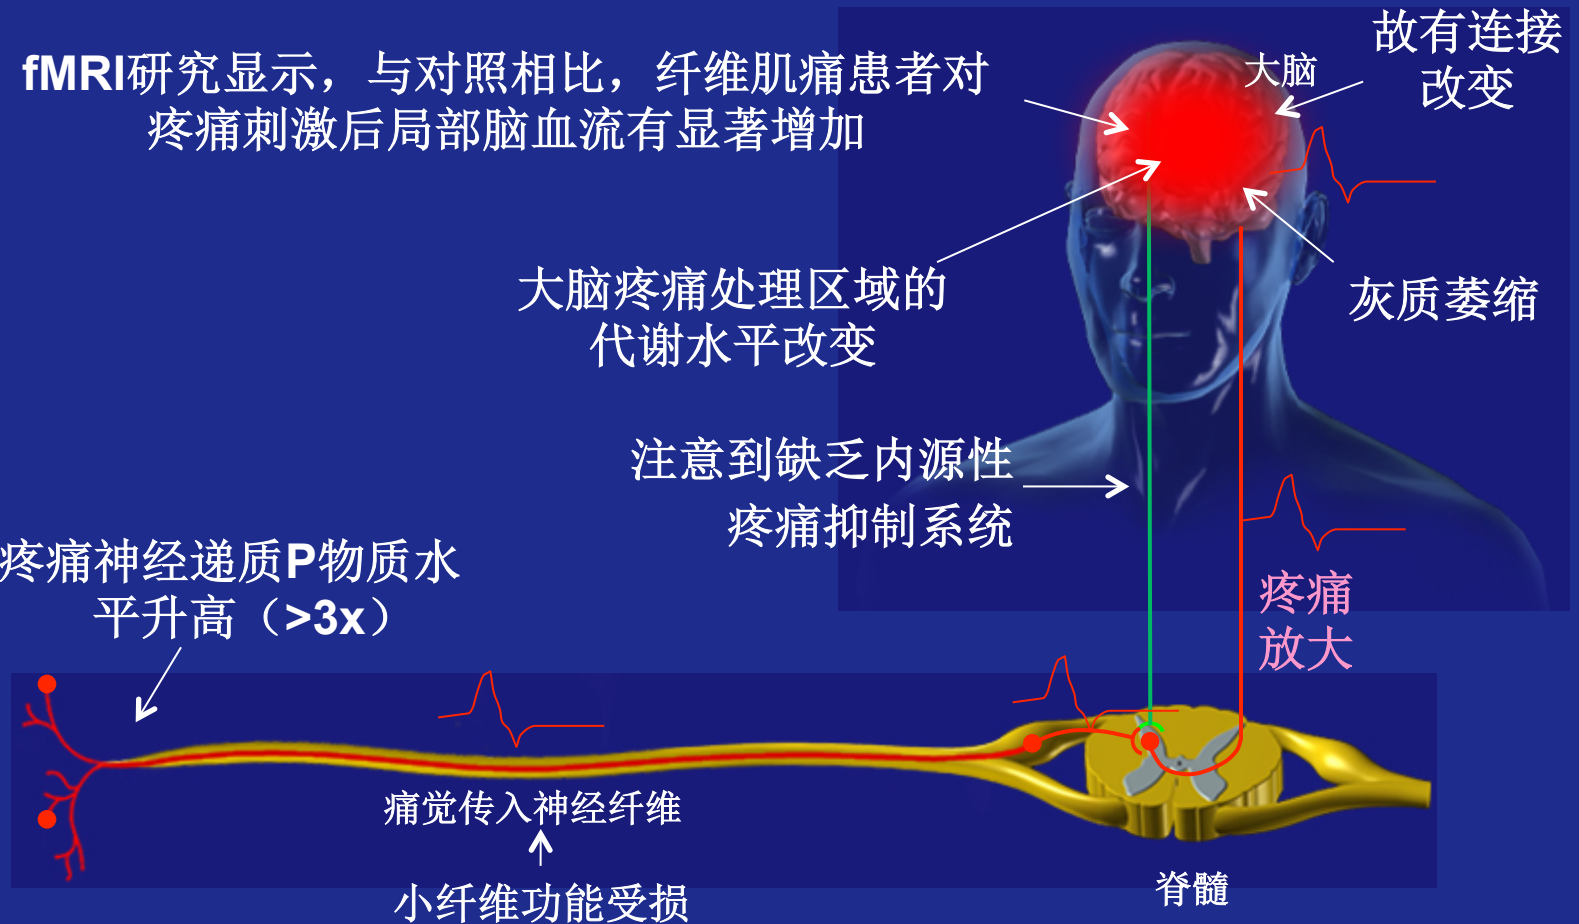 fMRI研究显示，与对照相比，纤维肌痛患者对
疼痛刺激后局部脑血流有显著增加
大脑
故有连接
改变
大脑疼痛处理区域的
代谢水平改变
灰质萎缩
注意到缺乏内源性
疼痛抑制系统
疼痛神经递质P物质水
平升高（>3x）
疼痛
放大
痛觉传入神经纤维
小纤维功能受损
脊髓